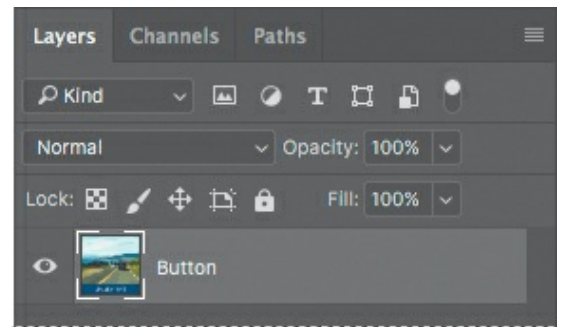 Layers Channels Paths
Kind T
Normal Opacity: 100%
Lock: Fill: 100%
Button